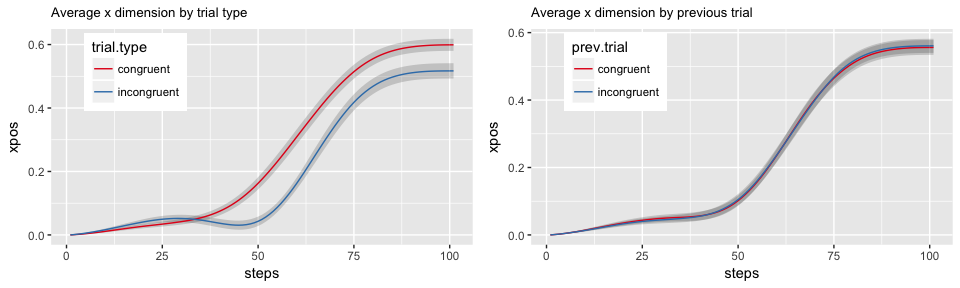 Average x dimension by trial type
trial.type
congruent
incongruent
xpos
0.6
0.4
0.2
0.0
0
25
50
75
100
steps
Average x dimension by previous trial
prev.trial
congruent
incongruent
xpos
0.6
0.4
0.2
0.0
0
25
50
75
100
steps